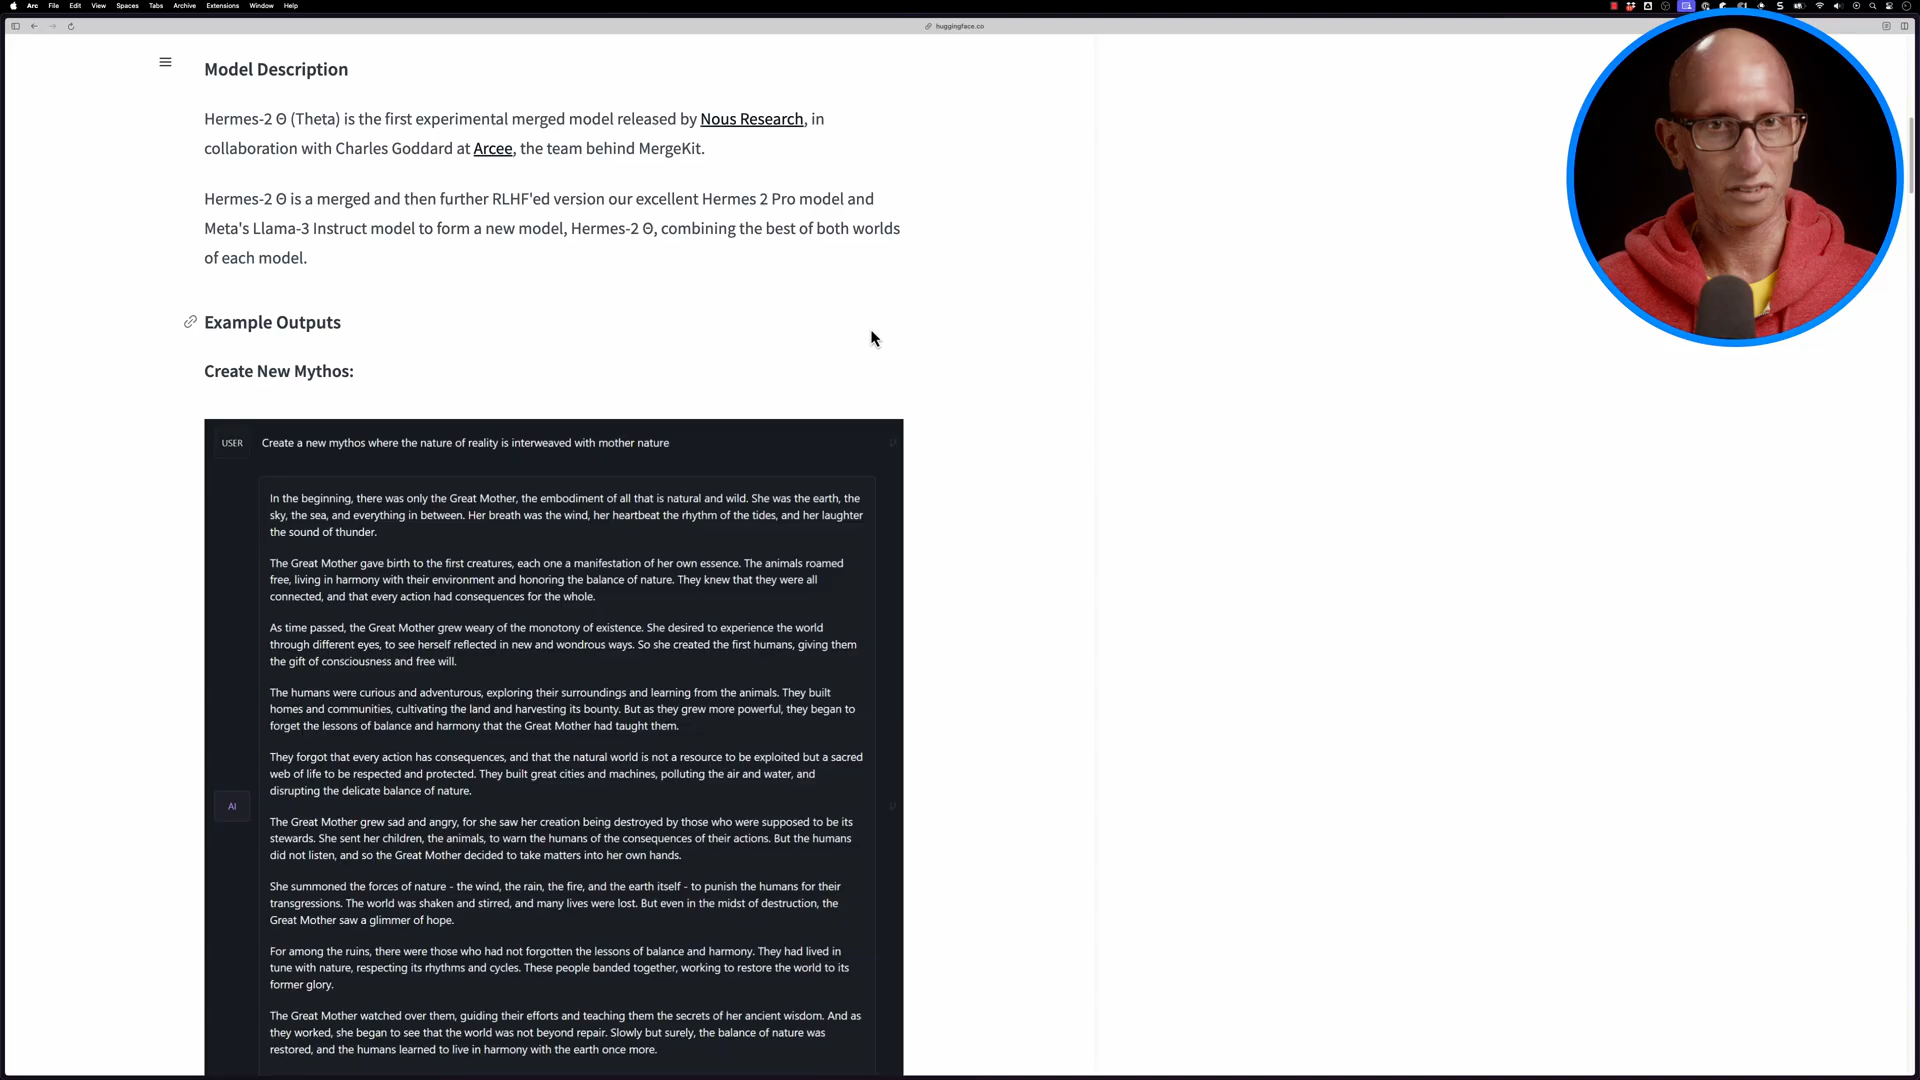 Arc File Edit View Spaces Tabs Archive Extensions Window Help
huggingface.co
Model Description
Hermes-2 Θ (Theta) is the first experimental merged model released by Nous Research, in
collaboration with Charles Goddard at Arcee, the team behind MergeKit.
Hermes-2 Θ is a merged and then further RLHF'ed version our excellent Hermes 2 Pro model and
Meta's Llama-3 Instruct model to form a new model, Hermes-2 Θ, combining the best of both worlds
of each model.
Example Outputs
Create New Mythos:
USER Create a new mythos where the nature of reality is interweaved with mother nature
In the beginning, there was only the Great Mother, the embodiment of all that is natural and wild. She was the earth, the
sky, the sea, and everything in between. Her breath was the wind, her heartbeat the rhythm of the tides, and her laughter
the sound of thunder.
The Great Mother gave birth to the first creatures, each one a manifestation of her own essence. The animals roamed
free, living in harmony with their environment and honoring the balance of nature. They knew that they were all
connected, and that every action had consequences for the whole.
As time passed, the Great Mother grew weary of the monotony of existence. She desired to experience the world
through different eyes, to see herself reflected in new and wondrous ways. So she created the first humans, giving them
the gift of consciousness and free will.
The humans were curious and adventurous, exploring their surroundings and learning from the animals. They built
homes and communities, cultivating the land and harvesting its bounty. But as they grew more powerful, they began to
forget the lessons of balance and harmony that the Great Mother had taught them.
They forgot that every action has consequences, and that the natural world is not a resource to be exploited but a sacred
web of life to be respected and protected. They built great cities and machines, polluting the air and water, and
disrupting the delicate balance of nature.
AI
The Great Mother grew sad and angry, for she saw her creation being destroyed by those who were supposed to be its
stewards. She sent her children, the animals, to warn the humans of the consequences of their actions. But the humans
did not listen, and so the Great Mother decided to take matters into her own hands.
She summoned the forces of nature - the wind, the rain, the fire, and the earth itself - to punish the humans for their
transgressions. The world was shaken and stirred, and many lives were lost. But even in the midst of destruction, the
Great Mother saw a glimmer of hope.
For among the ruins, there were those who had not forgotten the lessons of balance and harmony. They had lived in
tune with nature, respecting its rhythms and cycles. These people banded together, working to restore the world to its
former glory.
The Great Mother watched over them, guiding their efforts and teaching them the secrets of her ancient wisdom. And as
they worked, she began to see that the world was not beyond repair. Slowly but surely, the balance of nature was
restored, and the humans learned to live in harmony with the earth once more.